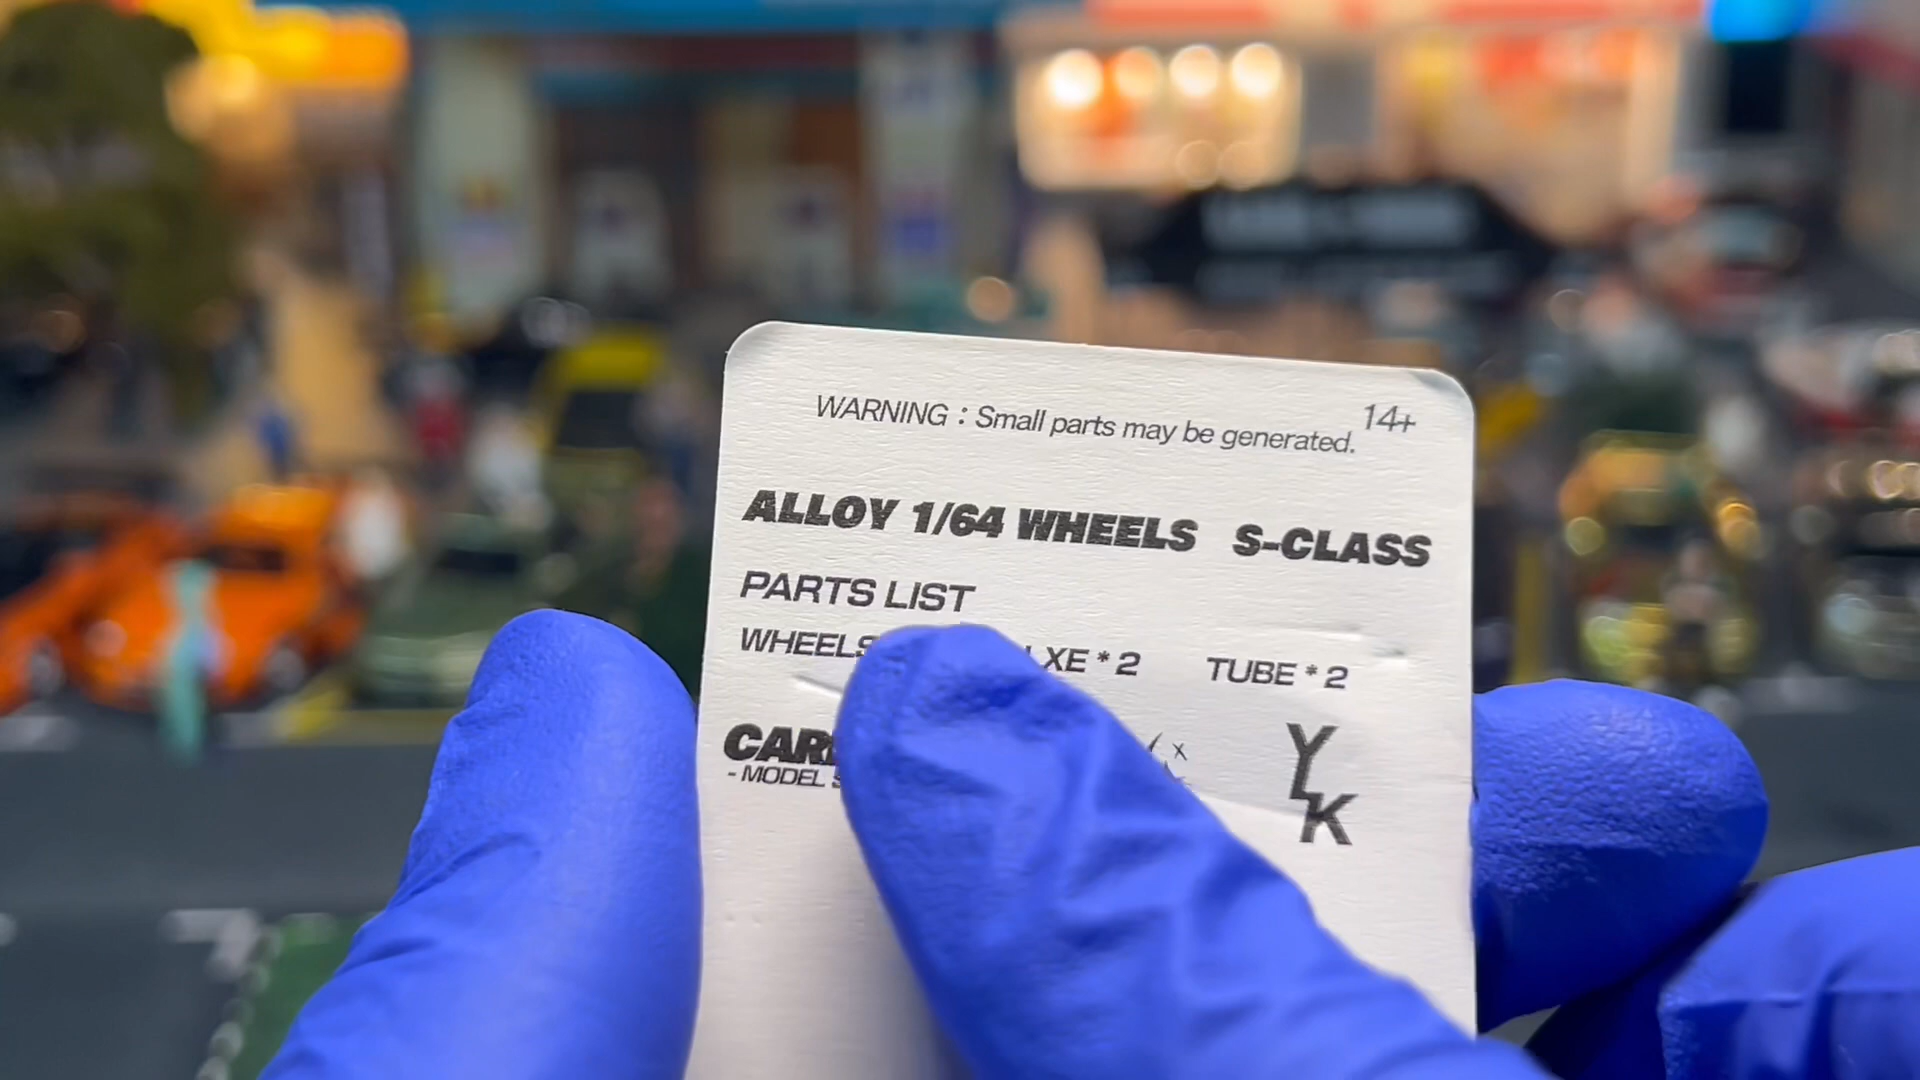 WARNING : Small parts may be generated. 14+
ALLOY 1/64 WHEELS S-CLASS
PARTS LIST
WHEELS XE * 2 TUBE * 2
- MODEL
YLK